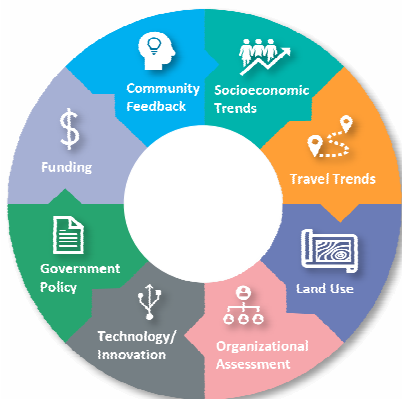 Community
Feedback
Socioeconomic
Trends
Travel Trends
Land Use
Organizational
Assessment
Technology/
Innovation
Government
Policy
Funding